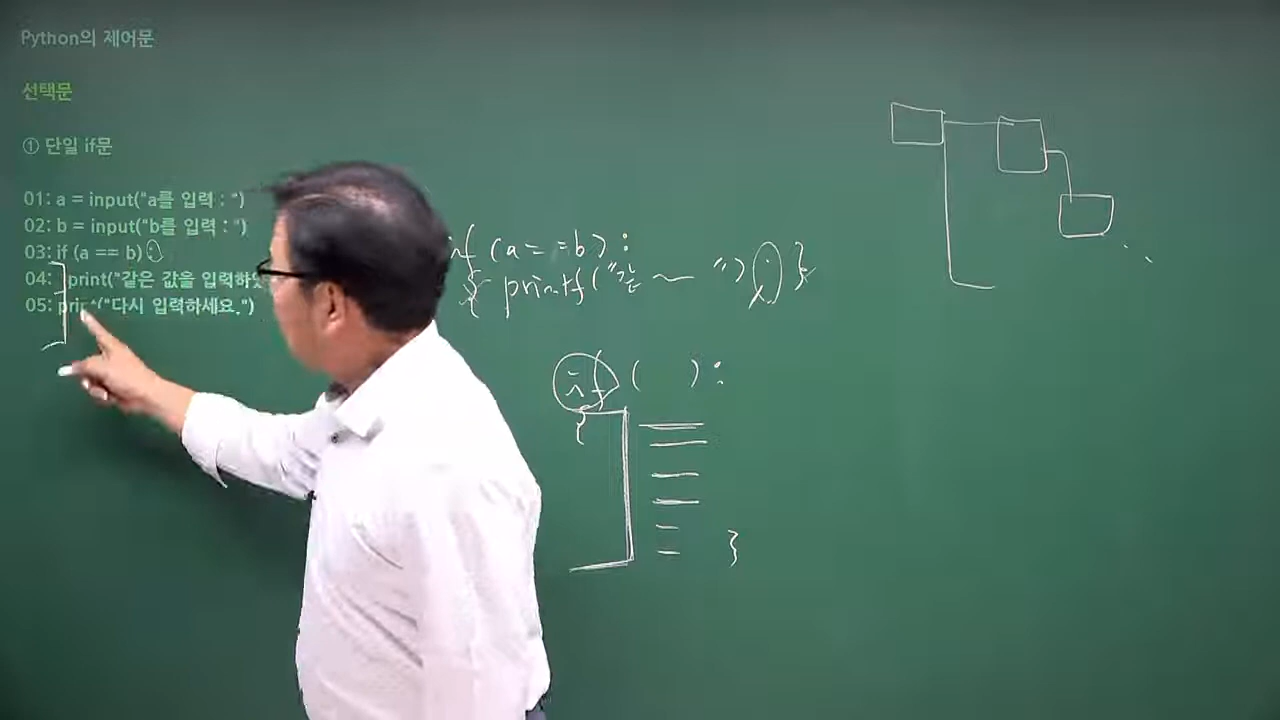 Python의 제어문
선택문
① 단일 if문
01: a = input("a를 입력 : ")
02: b = input("b를 입력 : ")
03: if (a == b) :
04: print("같은 값을 입력하였
05: print("다시 입력하세요.")
if (a = = b) :
{ printf("같 ~ ") ; }
if ( ) :
{
}